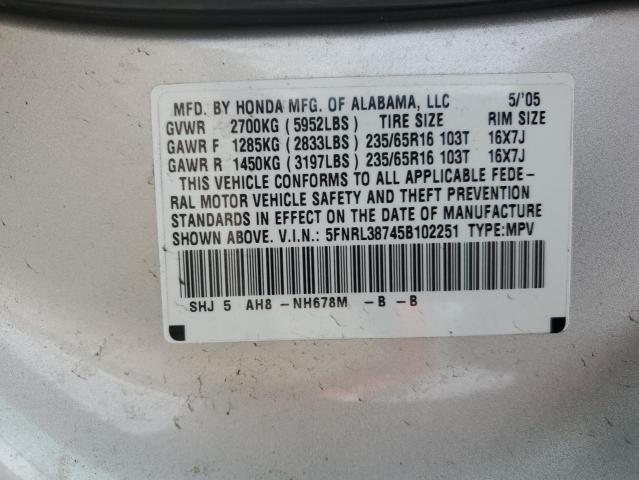 MFD. BY HONDA MFG. OF ALABAMA, LLC 5/'05
GVWR 2700KG (5952LBS) TIRE SIZE RIM SIZE
GAWR F 1285KG (2833LBS) 235/65R16 103T 16X7J
GAWR R 1450KG (3197LBS) 235/65R16 103T 16X7J
THIS VEHICLE CONFORMS TO ALL APPLICABLE FEDE-
RAL MOTOR VEHICLE SAFETY AND THEFT PREVENTION
STANDARDS IN EFFECT ON THE DATE OF MANUFACTURE
SHOWN ABOVE. V.I.N.: 5FNRL38745B102251 TYPE:MPV
SHJ 5 AH8 -NH678M -B -B